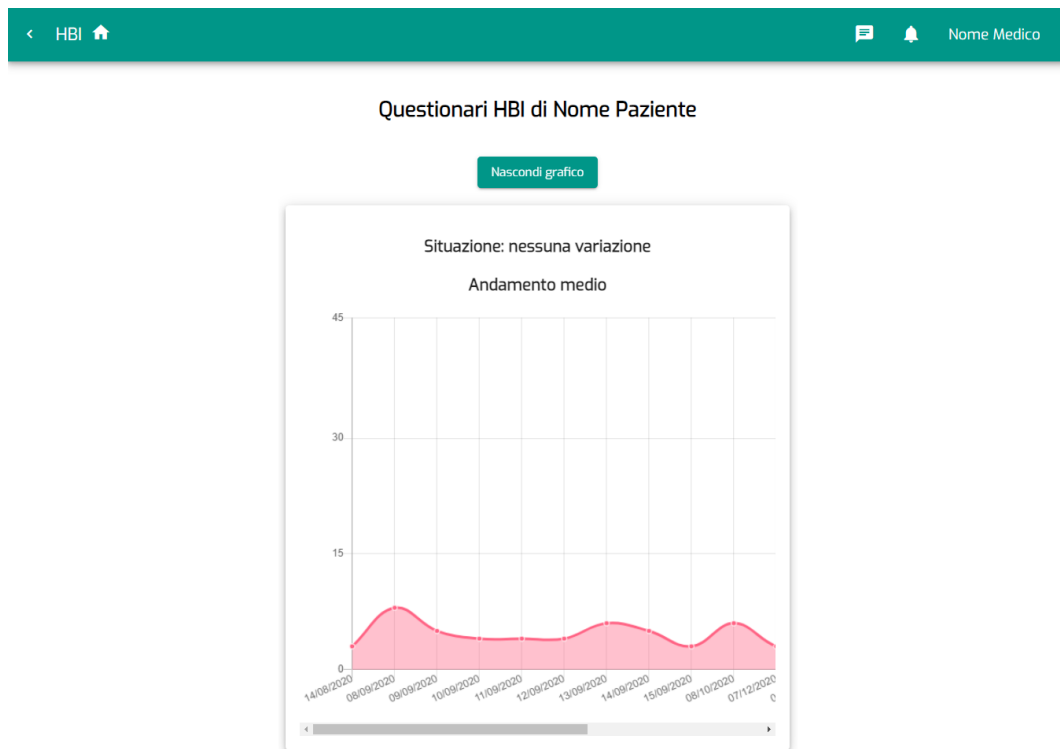 HBI
Nome Medico
Questionari HBI di Nome Paziente
Nascondi grafico
Situazione: nessuna variazione
Andamento medio
45
30
15
0
14/08/2020
08/09/2020
09/09/2020
10/09/2020
11/09/2020
12/09/2020
13/09/2020
14/09/2020
15/09/2020
08/10/2020
07/12/2020